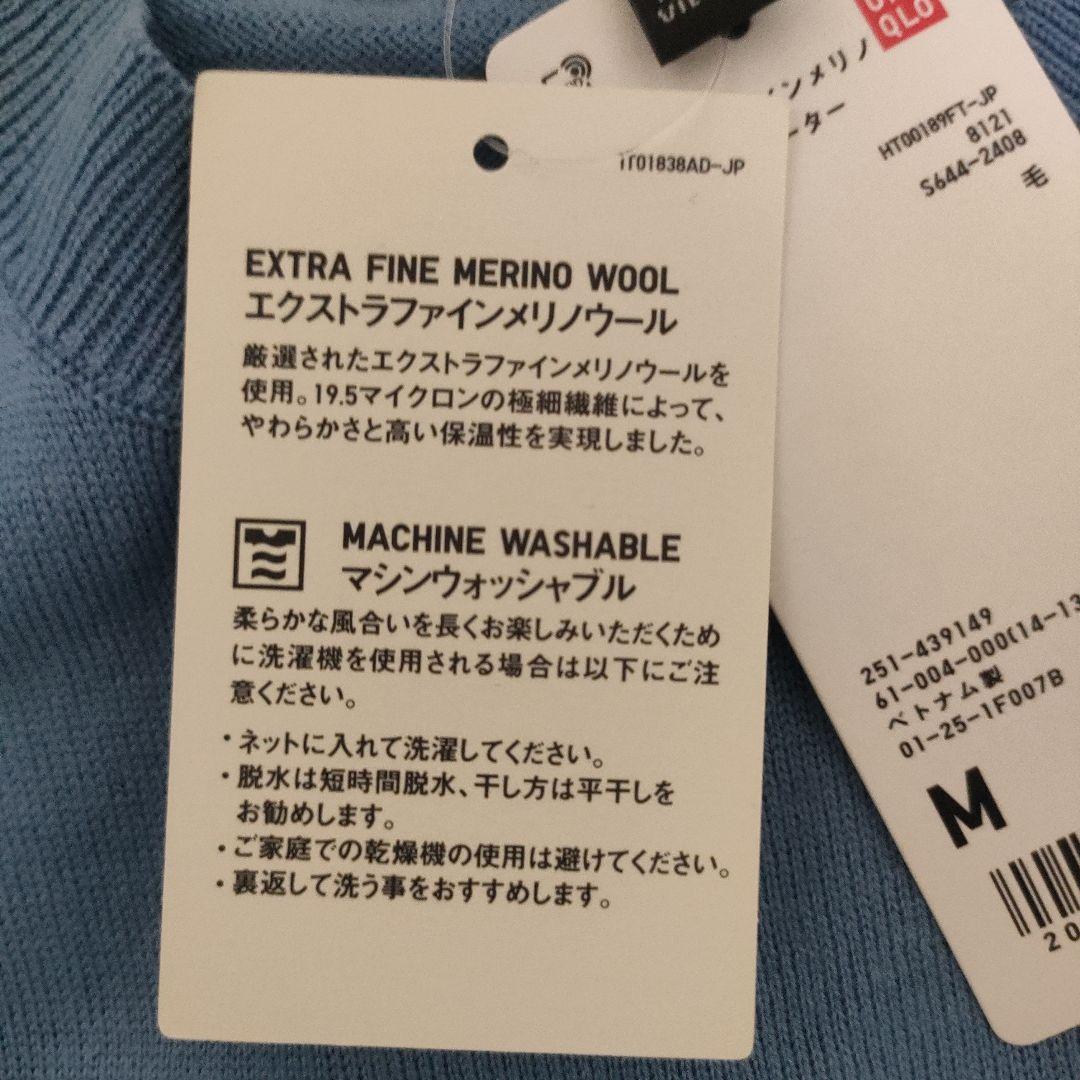 IT01838AD-JP
EXTRA FINE MERINO WOOL
エクストラファインメリノウール
厳選されたエクストラファインメリノウールを
使用。19.5マイクロンの極細繊維によって、
やわらかさと高い保温性を実現しました。
MACHINE WASHABLE
マシンウォッシャブル
柔らかな風合いを長くお楽しみいただくため
に洗濯機を使用される場合は以下にご注
意ください。
・ネットに入れて洗濯してください。
・脱水は短時間脱水、干し方は平干しを
お勧めします。
・ご家庭での乾燥機の使用は避けてください。
・裏返して洗う事をおすすめします。
QLO
インメリノ
ーター
HT00189FT-JP
8121
S644-2408
毛
251-439149
61-004-000(14-13
ベトナム製
01-25-1F007B
M
20